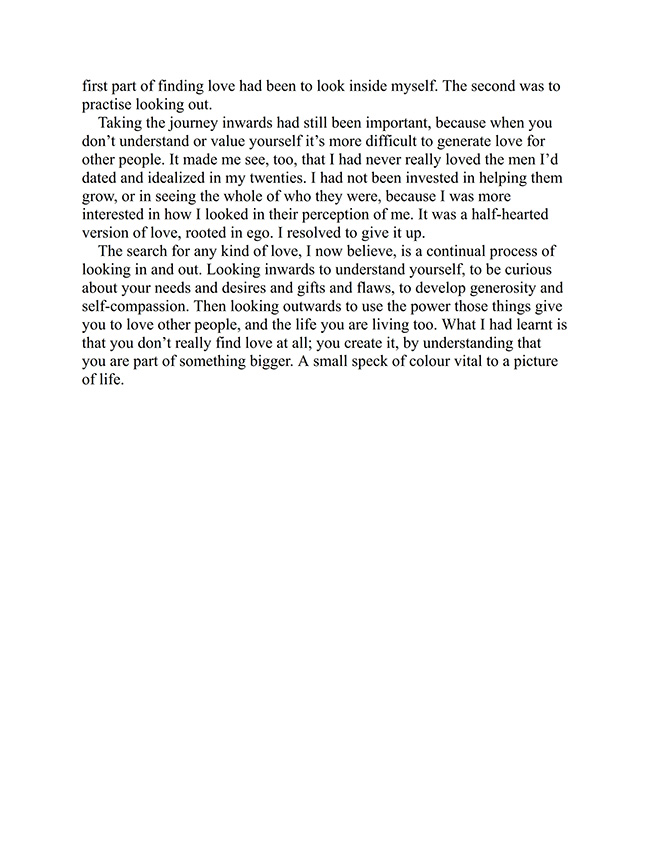 first part of finding love had been to look inside myself. The second was to
practise looking out.
Taking the journey inwards had still been important, because when you
don’t understand or value yourself it’s more difficult to generate love for
other people. It made me see, too, that I had never really loved the men I’d
dated and idealized in my twenties. I had not been invested in helping them
grow, or in seeing the whole of who they were, because I was more
interested in how I looked in their perception of me. It was a half-hearted
version of love, rooted in ego. I resolved to give it up.
The search for any kind of love, I now believe, is a continual process of
looking in and out. Looking inwards to understand yourself, to be curious
about your needs and desires and gifts and flaws, to develop generosity and
self-compassion. Then looking outwards to use the power those things give
you to love other people, and the life you are living too. What I had learnt is
that you don’t really find love at all; you create it, by understanding that
you are part of something bigger. A small speck of colour vital to a picture
of life.